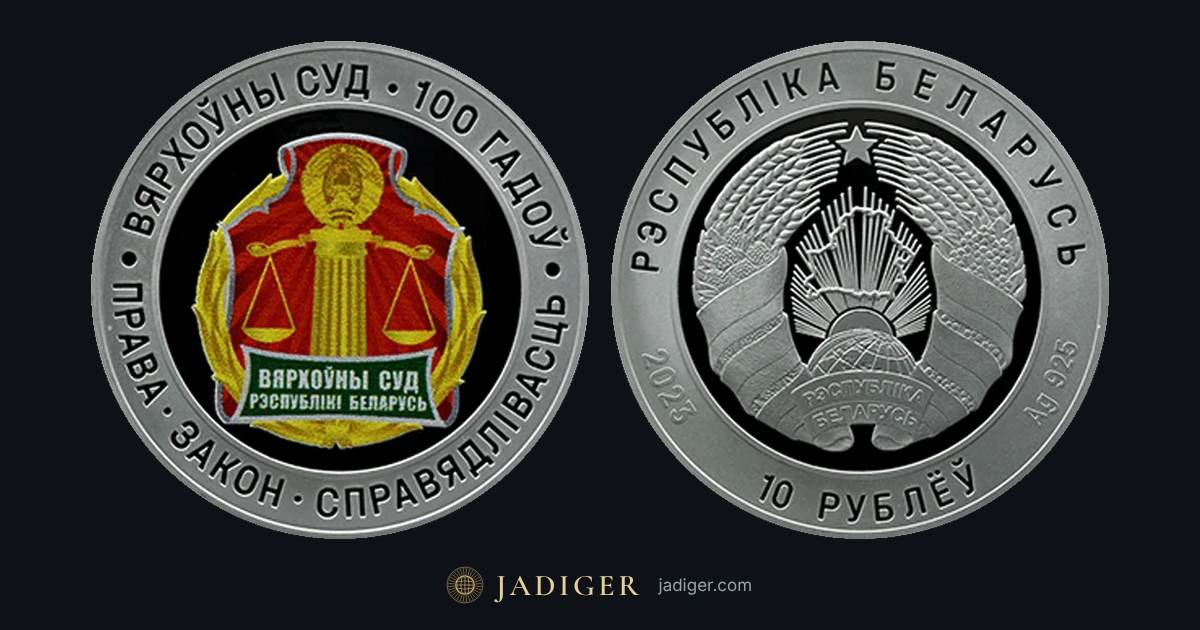 ВЯРХОЎНЫ СУД • 100 ГАДОЎ
• ПРАВА • ЗАКОН • СПРАВЯДЛІВАСЦЬ •
ВЯРХОЎНЫ СУД
РЭСПУБЛІКІ БЕЛАРУСЬ
РЭСПУБЛІКА БЕЛАРУСЬ
РЭСПУБЛІКА
БЕЛАРУСЬ
2023
Ag 925
10 РУБЛЁЎ
JADIGER jadiger.com